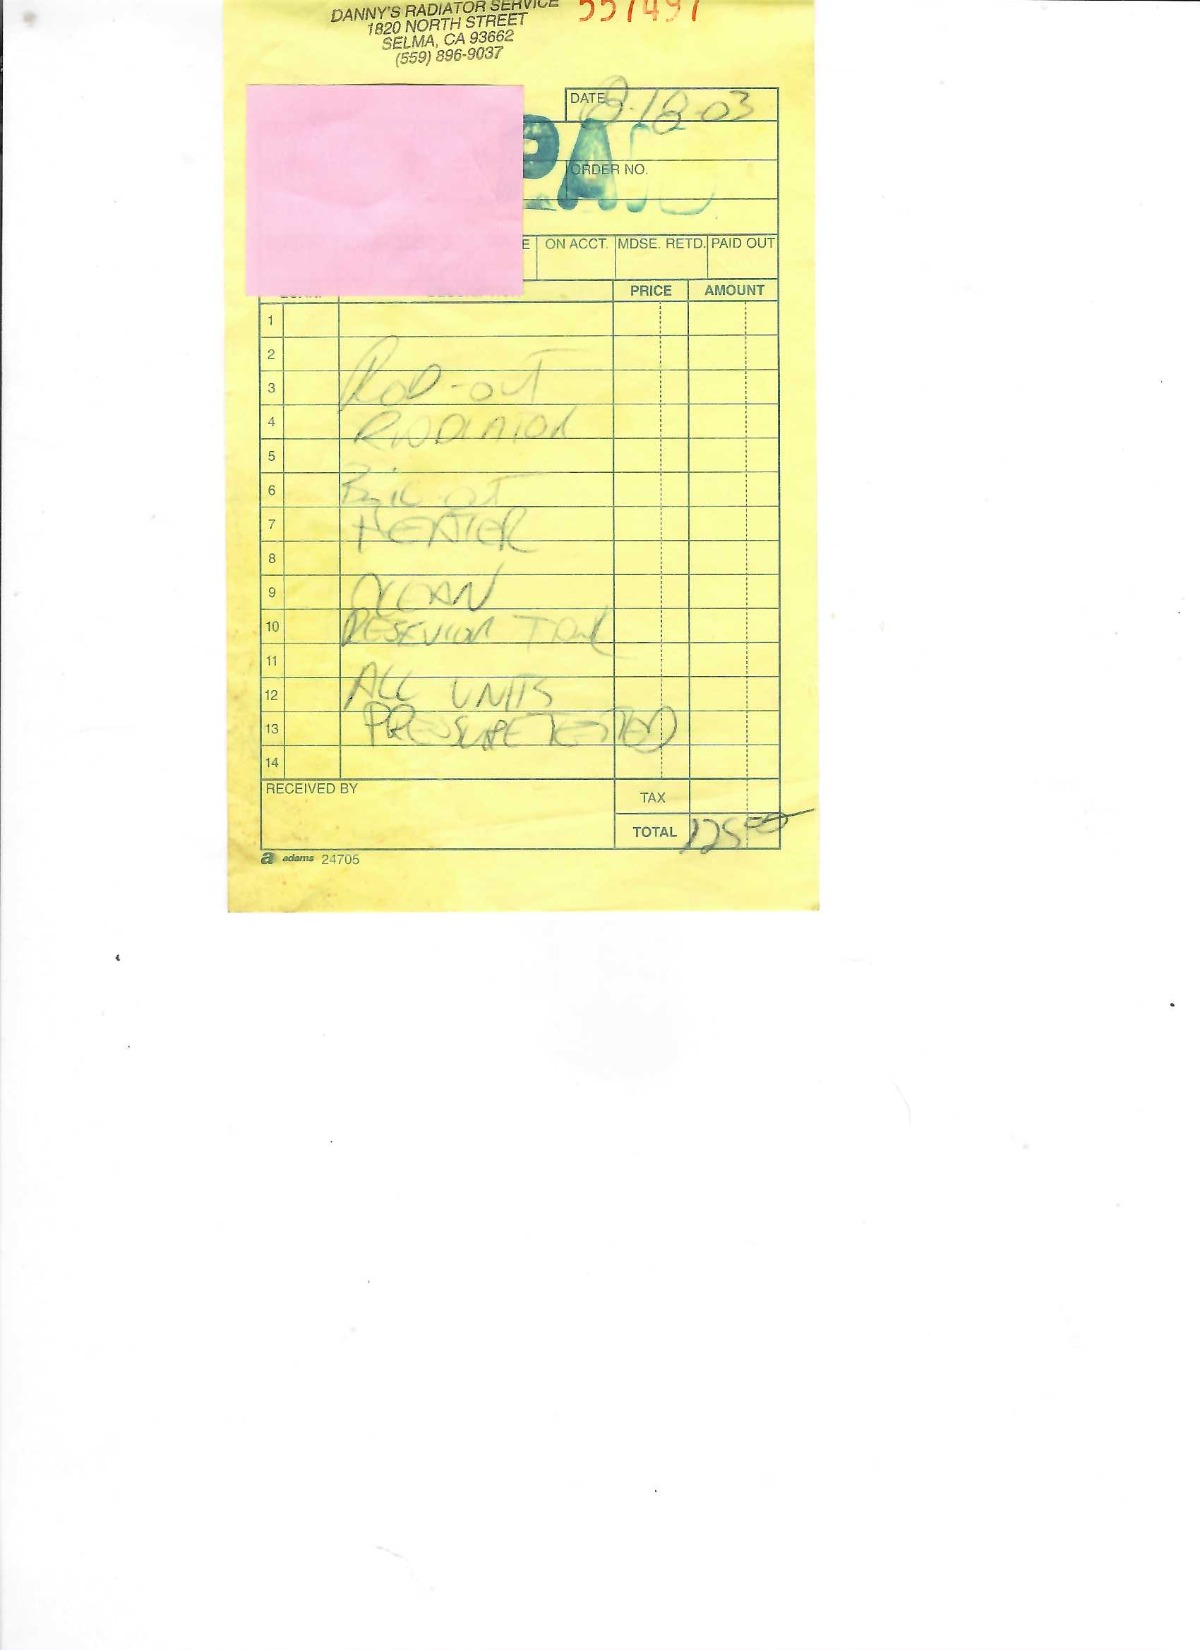 DANNY'S RADIATOR SERVICE
1820 NORTH STREET
SELMA, CA 93662
(559) 896-9037
557497
DATE 8-18-03
PAID
ORDER NO.
E ON ACCT. MDSE. RETD. PAID OUT
PRICE AMOUNT
1
2
3 ROD-OUT
4 RADIATOR
5
6
7 HEATER
8
9 CLEAN
10 RESEVIOR TANK
11
12 ALL UNITS
13 PRESSURE TESTED
14
RECEIVED BY
TAX
TOTAL 125.00
a adams 24705